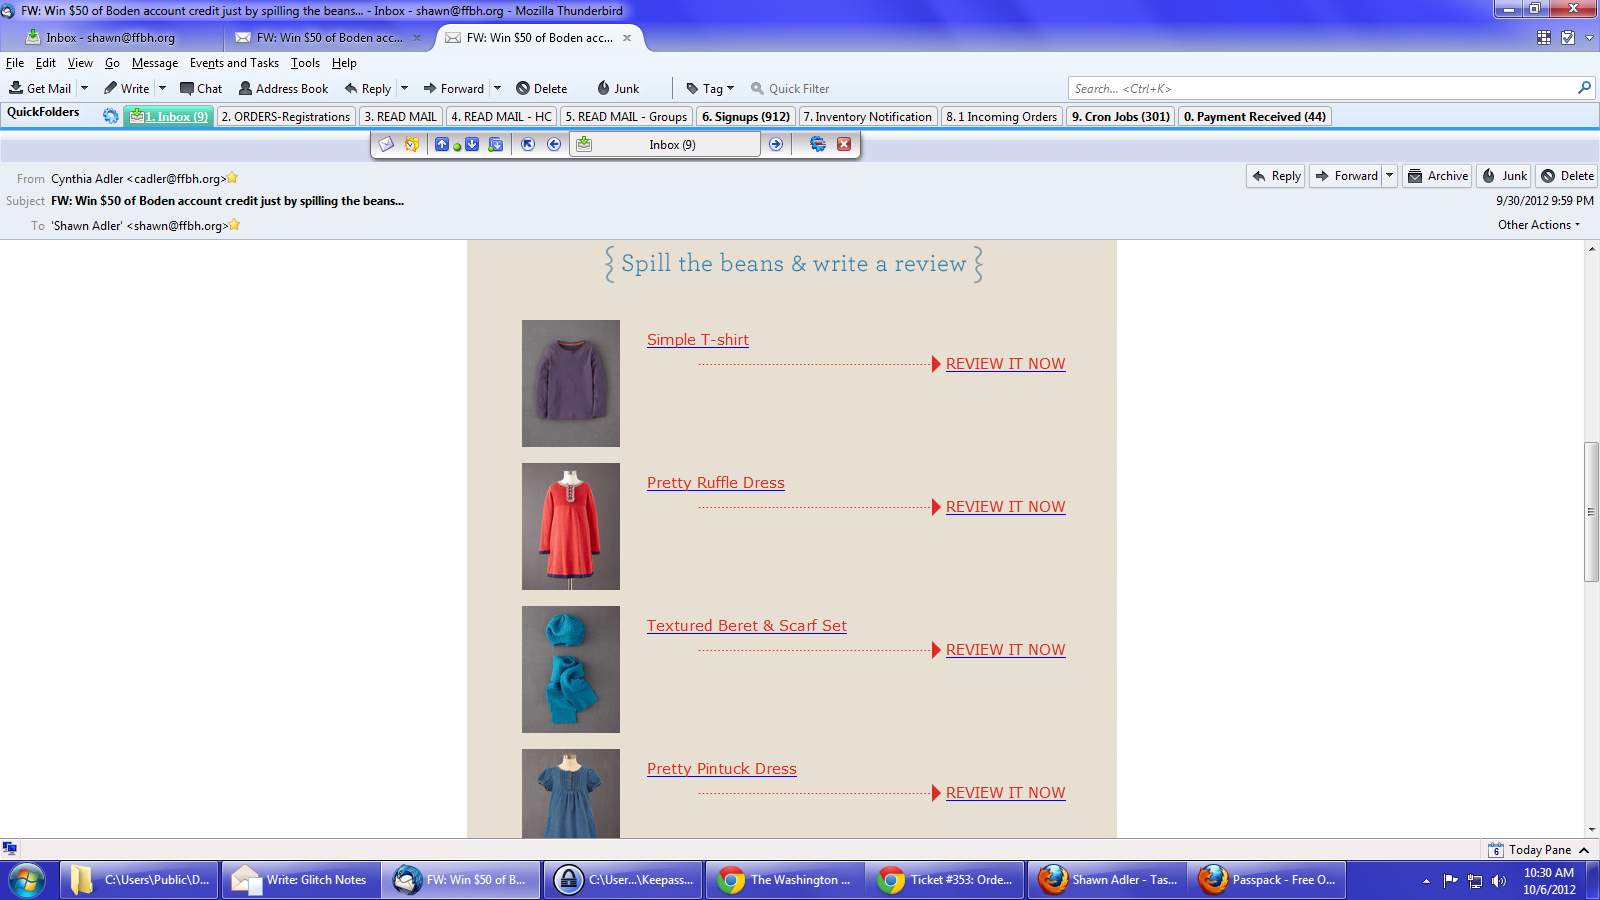 FW: Win $50 of Boden account credit just by spilling the beans... - Inbox - shawn@ffbh.org - Mozilla Thunderbird
Inbox - shawn@ffbh.org
FW: Win $50 of Boden acc...
FW: Win $50 of Boden acc...
File Edit View Go Message Events and Tasks Tools Help
Get Mail Write Chat Address Book Reply Forward Delete Junk Tag Quick Filter Search... <Ctrl+K>
QuickFolders 1. Inbox (9) 2. ORDERS-Registrations 3. READ MAIL 4. READ MAIL - HC 5. READ MAIL - Groups 6. Signups (912) 7. Inventory Notification 8. 1 Incoming Orders 9. Cron Jobs (301) 0. Payment Received (44)
Inbox (9)
From Cynthia Adler <cadler@ffbh.org> Reply Forward Archive Junk Delete
Subject FW: Win $50 of Boden account credit just by spilling the beans... 9/30/2012 9:59 PM
To 'Shawn Adler' <shawn@ffbh.org> Other Actions
{ Spill the beans & write a review }
Simple T-shirt
REVIEW IT NOW
Pretty Ruffle Dress
REVIEW IT NOW
Textured Beret & Scarf Set
REVIEW IT NOW
Pretty Pintuck Dress
REVIEW IT NOW
6 Today Pane
C:\Users\Public\D... Write: Glitch Notes FW: Win $50 of B... C:\User...\Keepass... The Washington ... Ticket #353: Orde... Shawn Adler - Tas... Passpack - Free O... 10:30 AM
10/6/2012